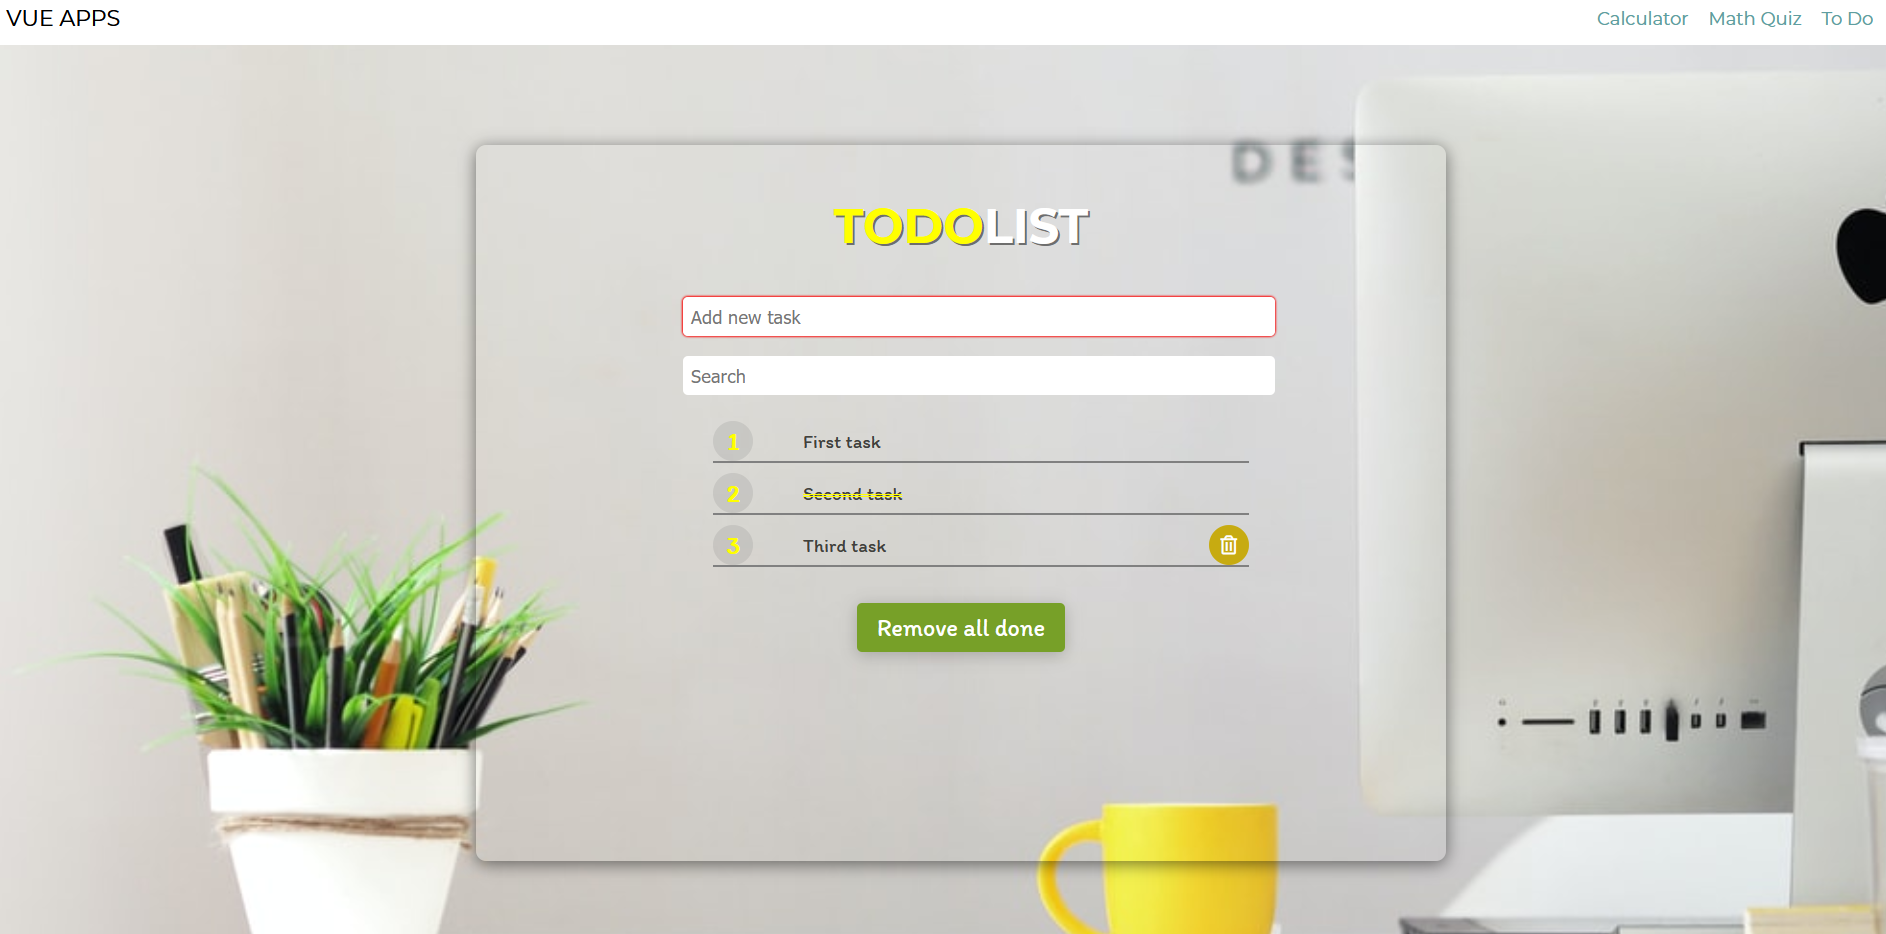 VUE APPS
Calculator Math Quiz To Do
DES
TODOLIST
Add new task
Search
1 First task
2 Second task
3 Third task
Remove all done